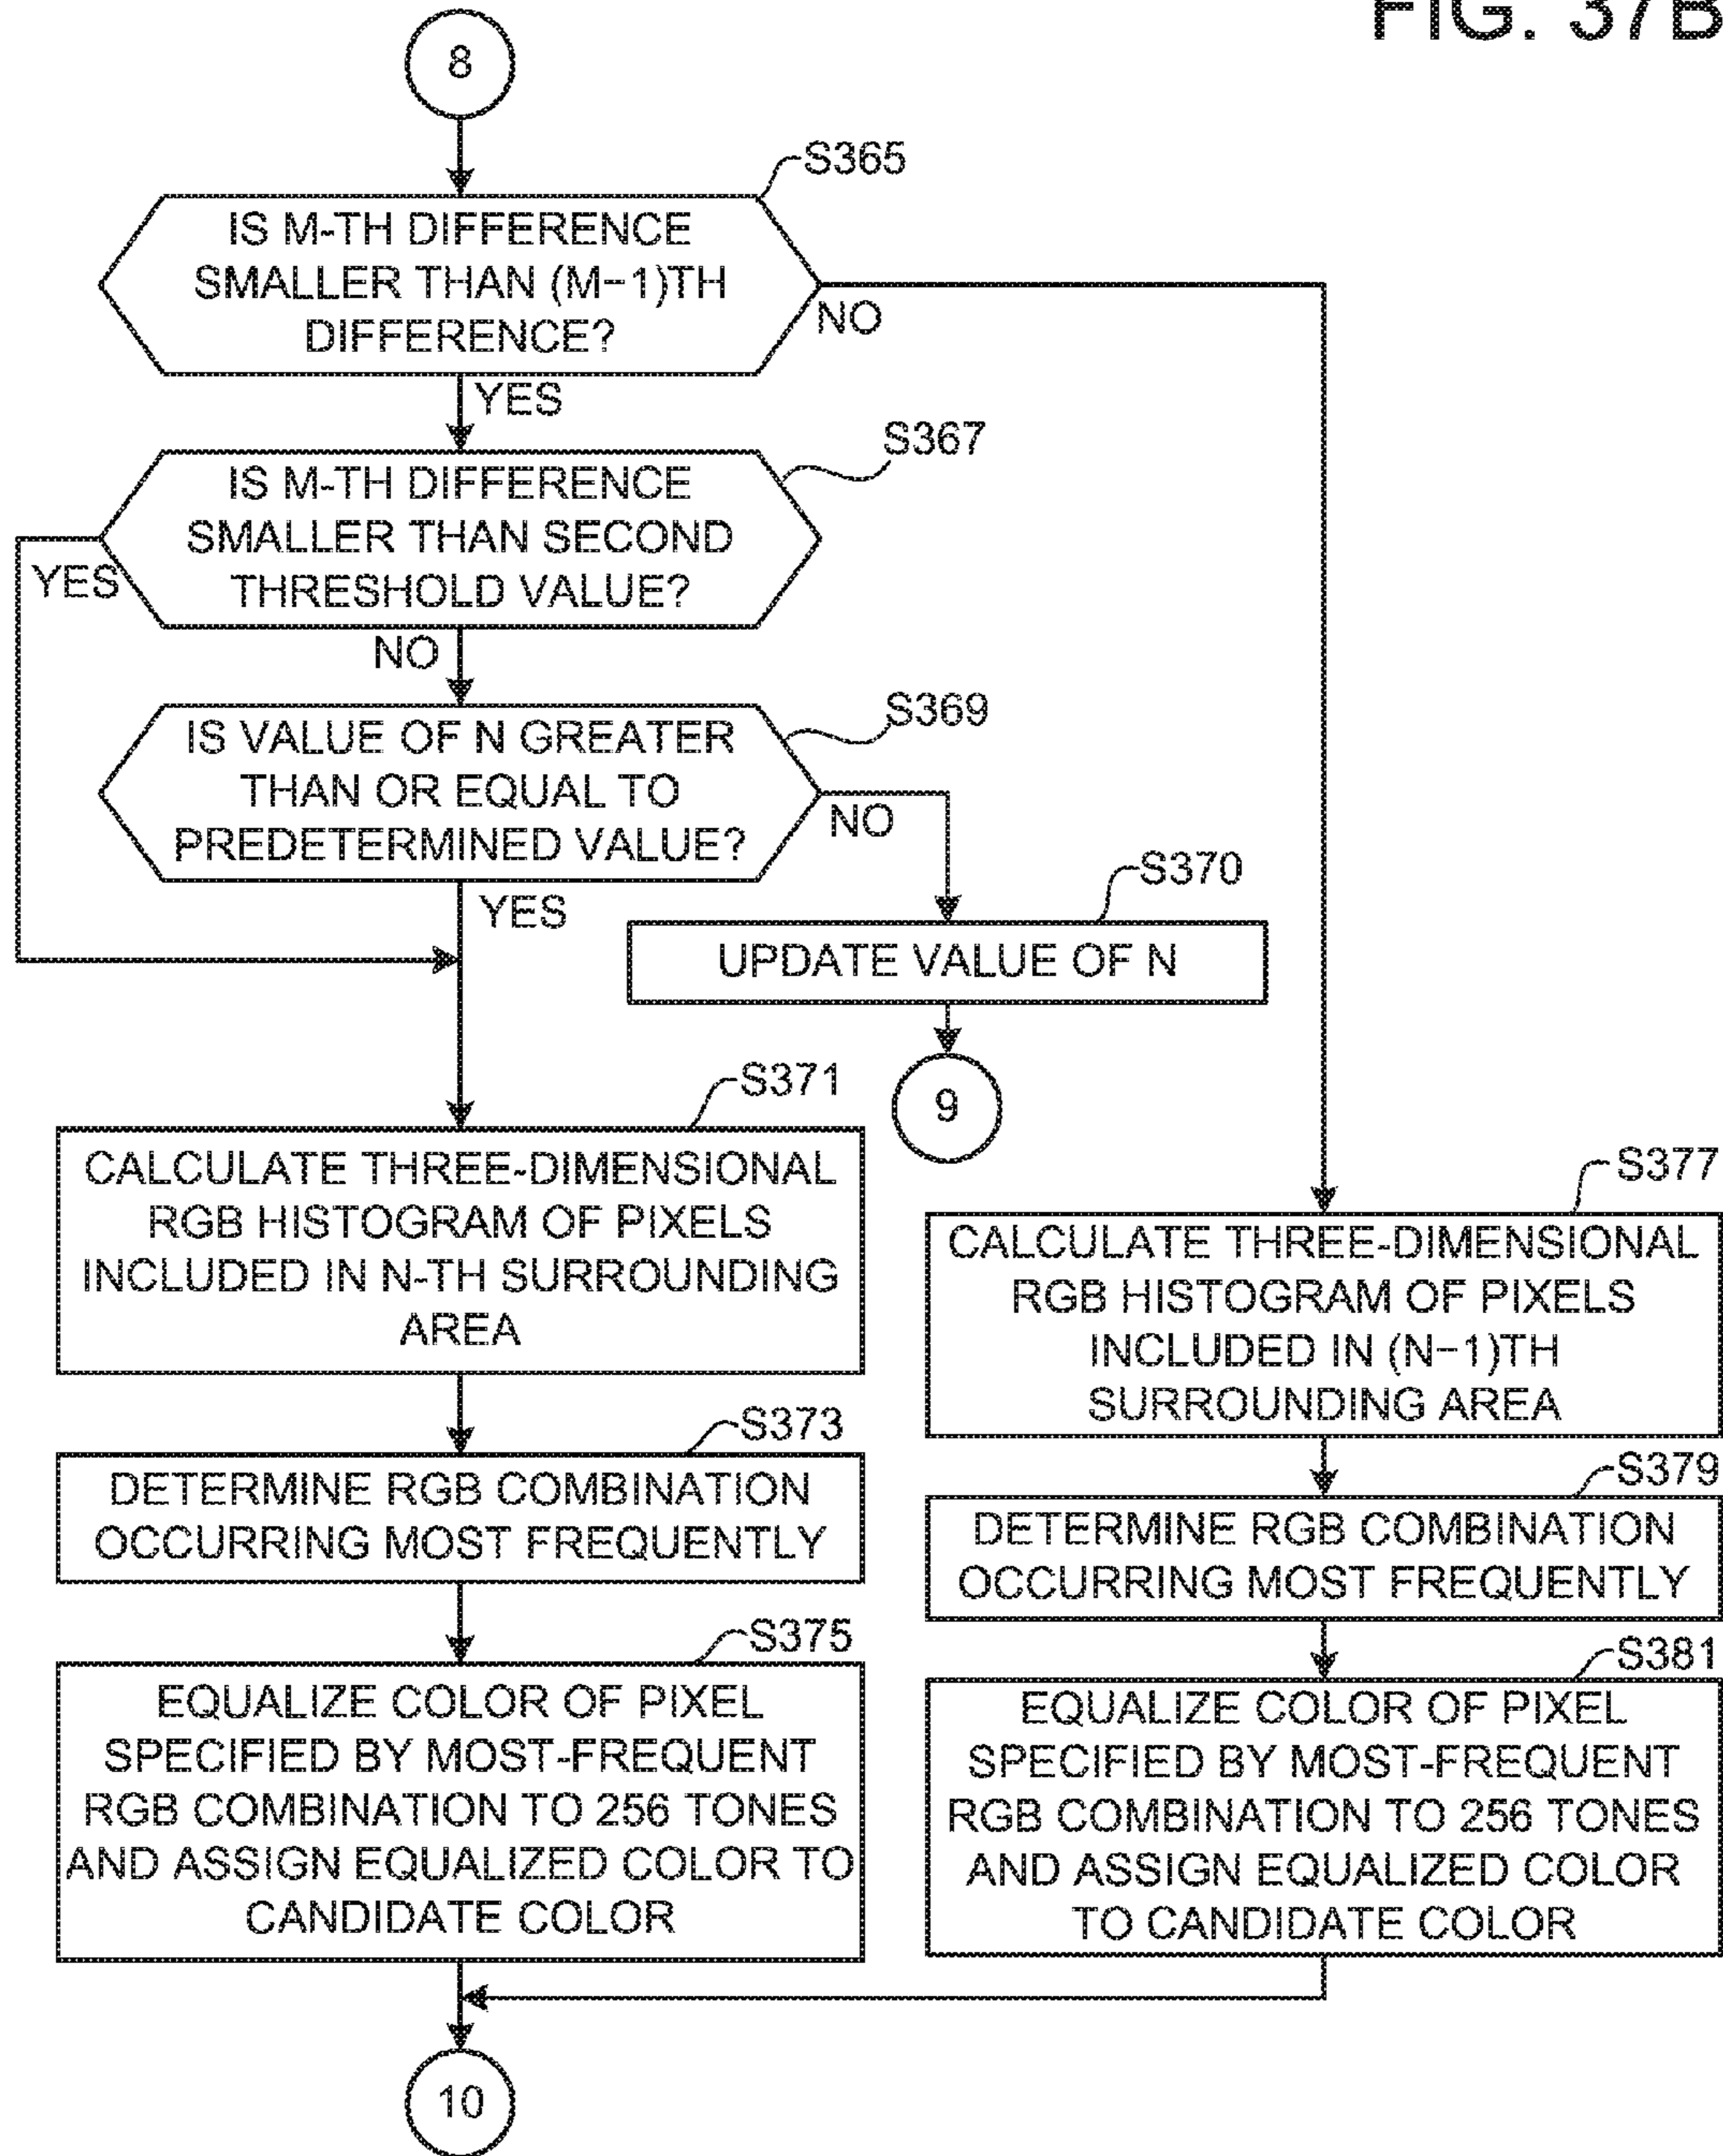 FIG. 37B
8
S365
IS M-TH DIFFERENCE
SMALLER THAN (M-1)TH
DIFFERENCE?
NO
YES
S367
IS M-TH DIFFERENCE
SMALLER THAN SECOND
THRESHOLD VALUE?
YES
NO
S369
IS VALUE OF N GREATER
THAN OR EQUAL TO
PREDETERMINED VALUE?
NO
YES
S370
UPDATE VALUE OF N
9
S371
CALCULATE THREE-DIMENSIONAL
RGB HISTOGRAM OF PIXELS
INCLUDED IN N-TH SURROUNDING
AREA
S377
CALCULATE THREE-DIMENSIONAL
RGB HISTOGRAM OF PIXELS
INCLUDED IN (N-1)TH
SURROUNDING AREA
S373
DETERMINE RGB COMBINATION
OCCURRING MOST FREQUENTLY
S379
DETERMINE RGB COMBINATION
OCCURRING MOST FREQUENTLY
S375
EQUALIZE COLOR OF PIXEL
SPECIFIED BY MOST-FREQUENT
RGB COMBINATION TO 256 TONES
AND ASSIGN EQUALIZED COLOR TO
CANDIDATE COLOR
S381
EQUALIZE COLOR OF PIXEL
SPECIFIED BY MOST-FREQUENT
RGB COMBINATION TO 256 TONES
AND ASSIGN EQUALIZED COLOR
TO CANDIDATE COLOR
10